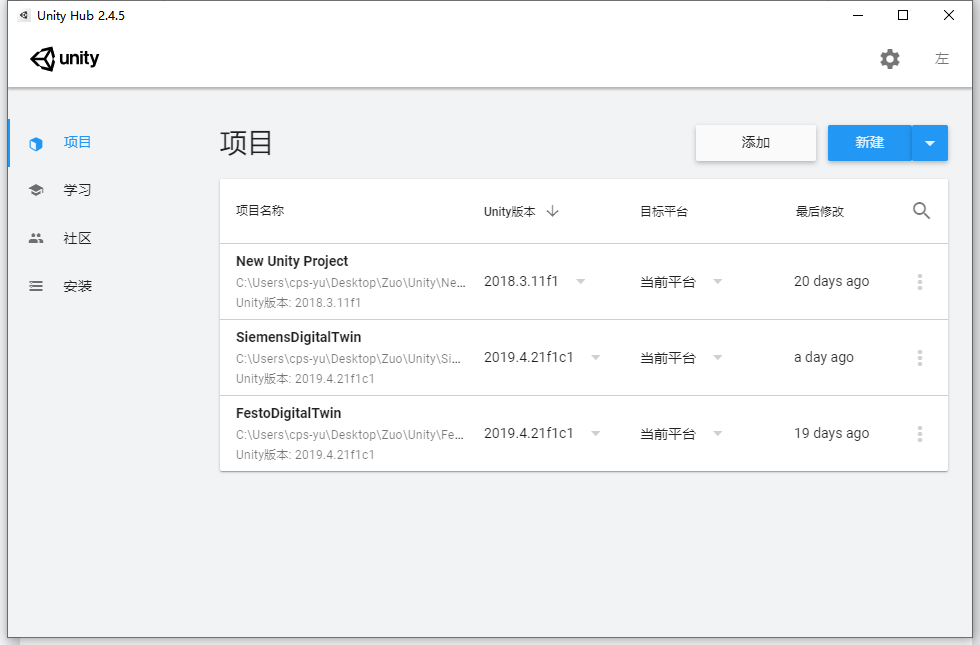 Unity Hub 2.4.5
unity
左
项目
学习
社区
安装
项目
添加
新建
项目名称 Unity版本 目标平台 最后修改
New Unity Project
C:\Users\cps-yu\Desktop\Zuo\Unity\Ne...
Unity版本: 2018.3.11f1
2018.3.11f1 当前平台 20 days ago
SiemensDigitalTwin
C:\Users\cps-yu\Desktop\Zuo\Unity\Si...
Unity版本: 2019.4.21f1c1
2019.4.21f1c1 当前平台 a day ago
FestoDigitalTwin
C:\Users\cps-yu\Desktop\Zuo\Unity\Fe...
Unity版本: 2019.4.21f1c1
2019.4.21f1c1 当前平台 19 days ago